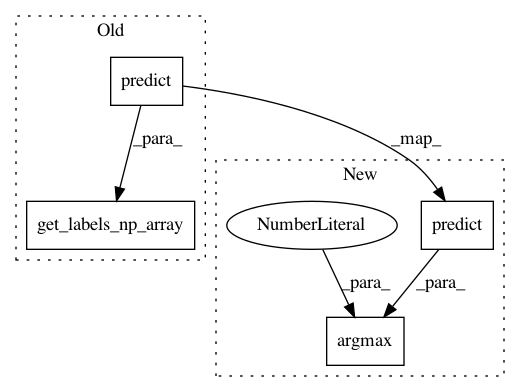 Old
predict
_para_
_map_
get_labels_np_array
New
NumberLiteral
predict
_para_
_para_
argmax